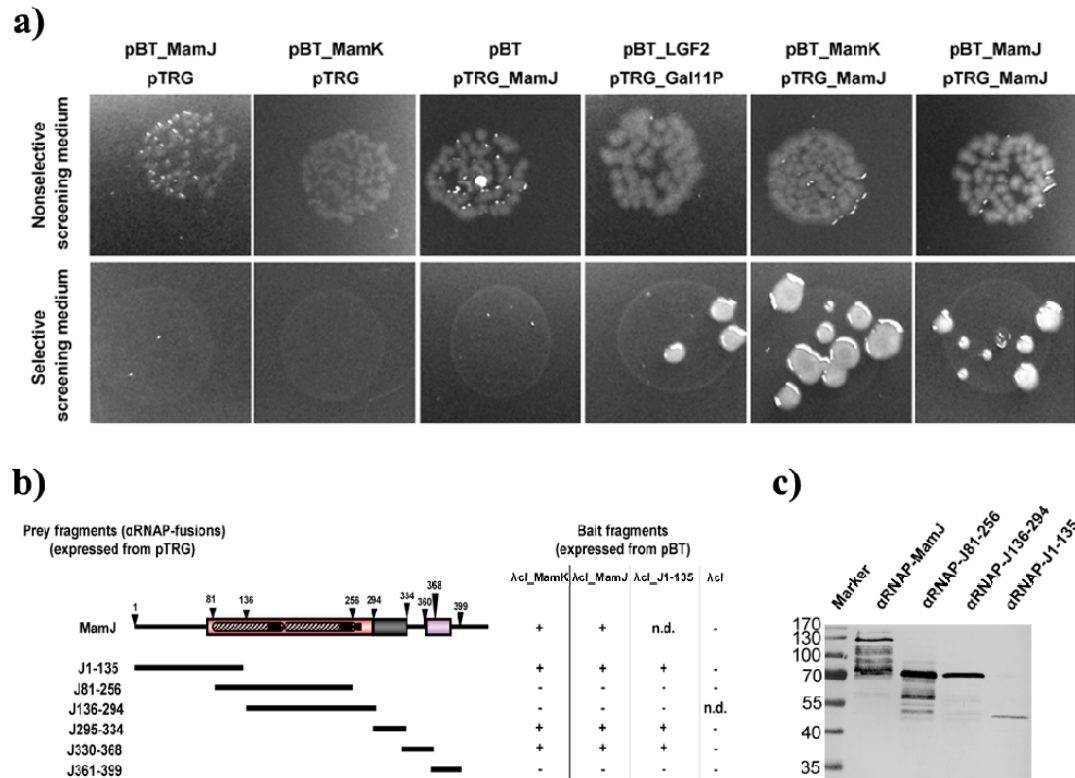 a)
pBT_MamJ pBT_MamK pBT pBT_LGF2 pBT_MamK pBT_MamJ
pTRG pTRG pTRG_MamJ pTRG_Gal11P pTRG_MamJ pTRG_MamJ
Nonselective
screening medium
Selective
screening medium
b)
Prey fragments (αRNAP-fusions)
(expressed from pTRG)
Bait fragments
(expressed from pBT)
λcI_MamK λcI_MamJ λcI_J1-135 λcI
1 81 136 256 294 334 360 368 399
MamJ + + n.d. -
J1-135 + + + -
J81-256 - - - -
J136-294 - - - n.d.
J295-334 + + + -
J330-368 + + + -
J361-399 - - - -
c)
Marker
αRNAP-MamJ
αRNAP-J81-256
αRNAP-J136-294
αRNAP-J1-135
170
130
100
70
55
40
35